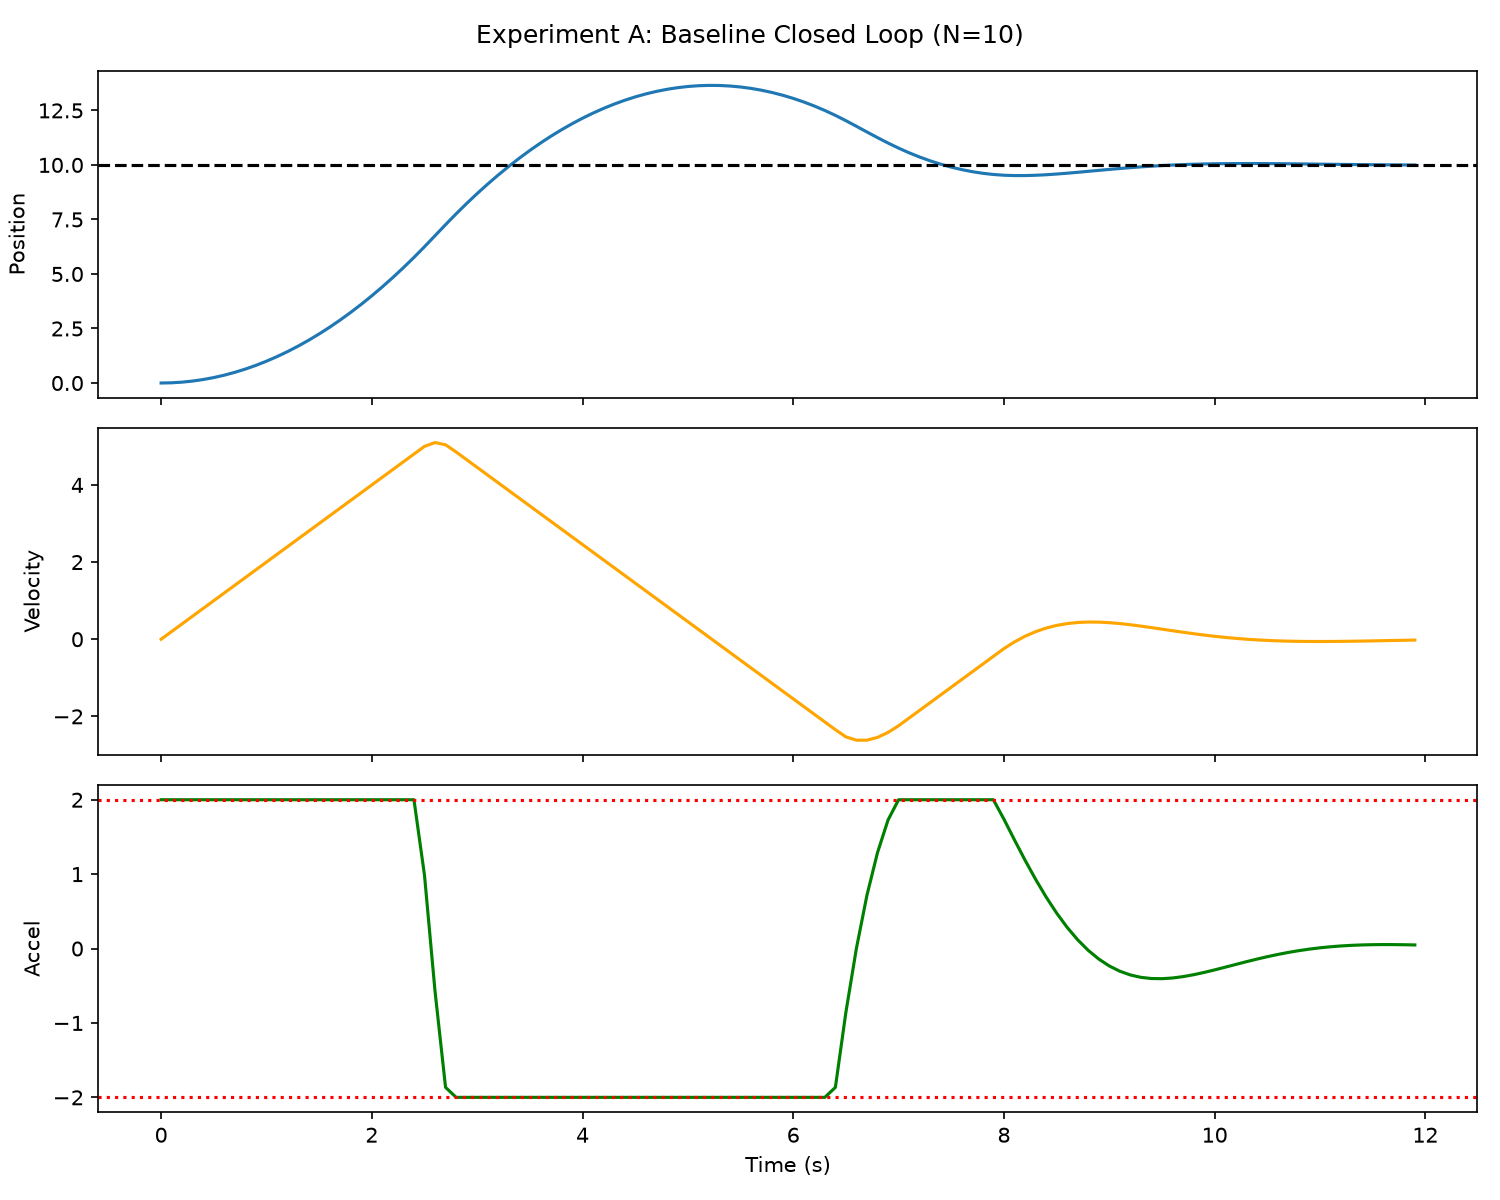 Experiment A: Baseline Closed Loop (N=10)
12.5
10.0
7.5
5.0
2.5
0.0
Position
4
2
0
−2
Velocity
2
1
0
−1
−2
Accel
0 2 4 6 8 10 12
Time (s)